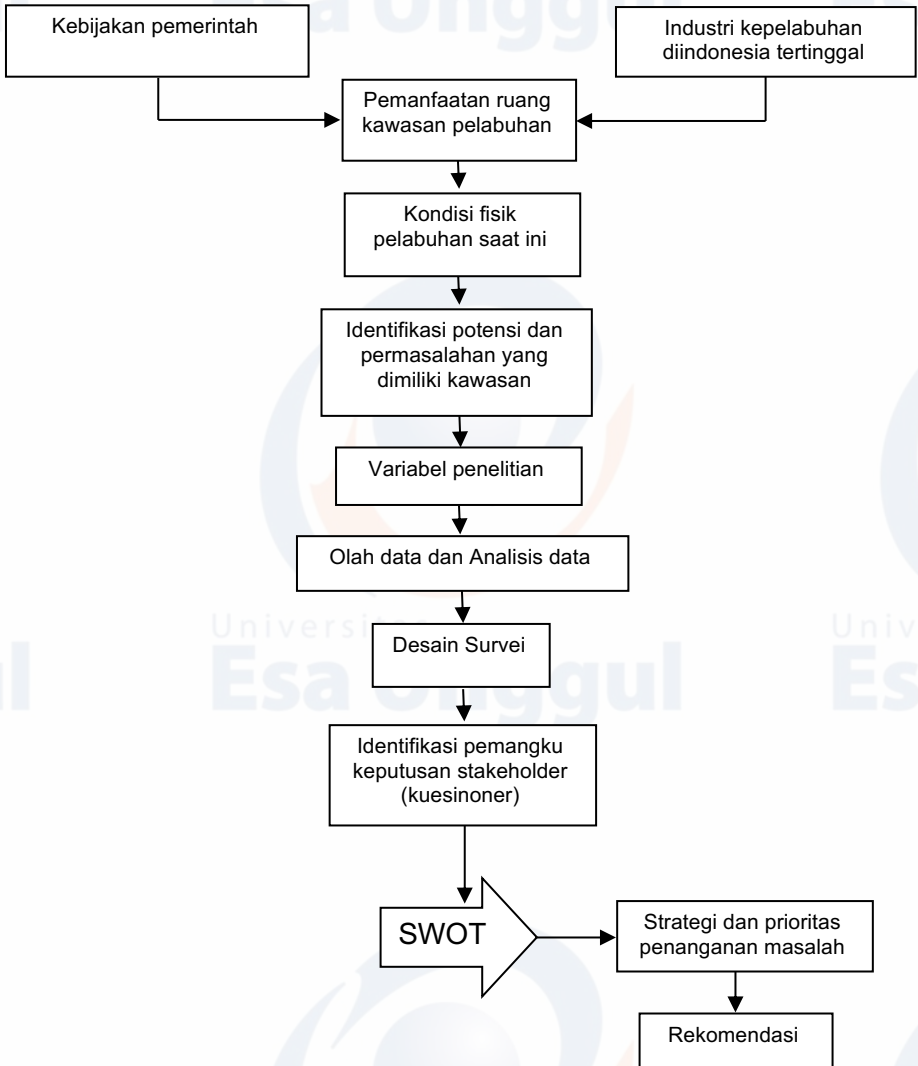 Kebijakan pemerintah
Industri kepelabuhan
diindonesia tertinggal
Pemanfaatan ruang
kawasan pelabuhan
Kondisi fisik
pelabuhan saat ini
Identifikasi potensi dan
permasalahan yang
dimiliki kawasan
Variabel penelitian
Olah data dan Analisis data
Desain Survei
Identifikasi pemangku
keputusan stakeholder
(kuesinoner)
SWOT
Strategi dan prioritas
penanganan masalah
Rekomendasi
Esa Unggul